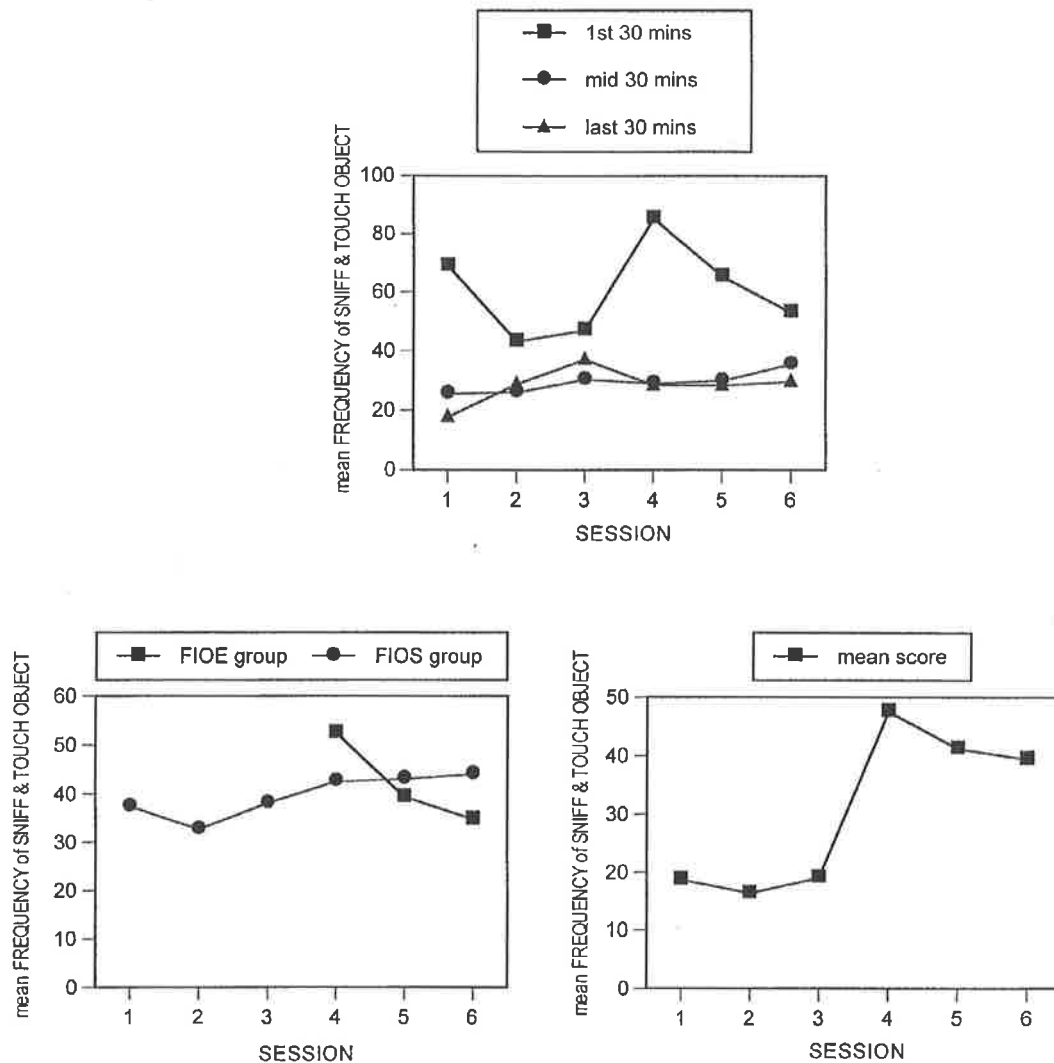 1st 30 mins
mid 30 mins
last 30 mins
mean FREQUENCY of SNIFF & TOUCH OBJECT
100
80
60
40
20
0
1 2 3 4 5 6
SESSION
FIOE group FIOS group
mean FREQUENCY of SNIFF & TOUCH OBJECT
60
50
40
30
20
10
0
1 2 3 4 5 6
SESSION
mean score
mean FREQUENCY of SNIFF & TOUCH OBJECT
50
40
30
20
10
0
1 2 3 4 5 6
SESSION